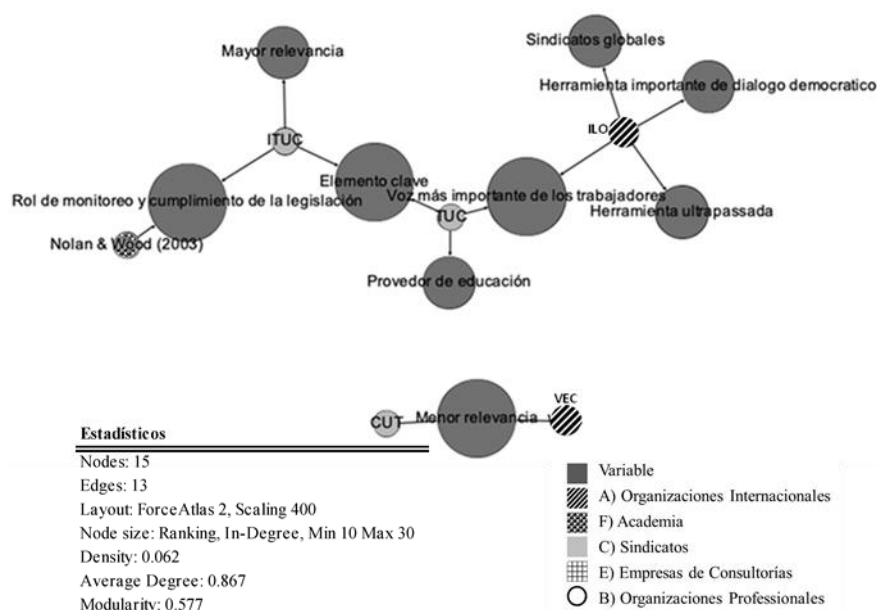 Mayor relevancia
Sindicatos globales
Herramienta importante de dialogo democratico
ILO
ITUC
Elemento clave
Rol de monitoreo y cumplimiento de la legislación
Voz más importante de los trabajadores
Herramienta ultrapassada
TUC
Nolan & Wood (2003)
Provedor de educación
CUT
Menor relevancia
VEC
Estadísticos
Nodes: 15
Edges: 13
Layout: ForceAtlas 2, Scaling 400
Node size: Ranking, In-Degree, Min 10 Max 30
Density: 0.062
Average Degree: 0.867
Modularity: 0.577
Variable
A) Organizaciones Internacionales
F) Academia
C) Sindicatos
E) Empresas de Consultorías
B) Organizaciones Professionales